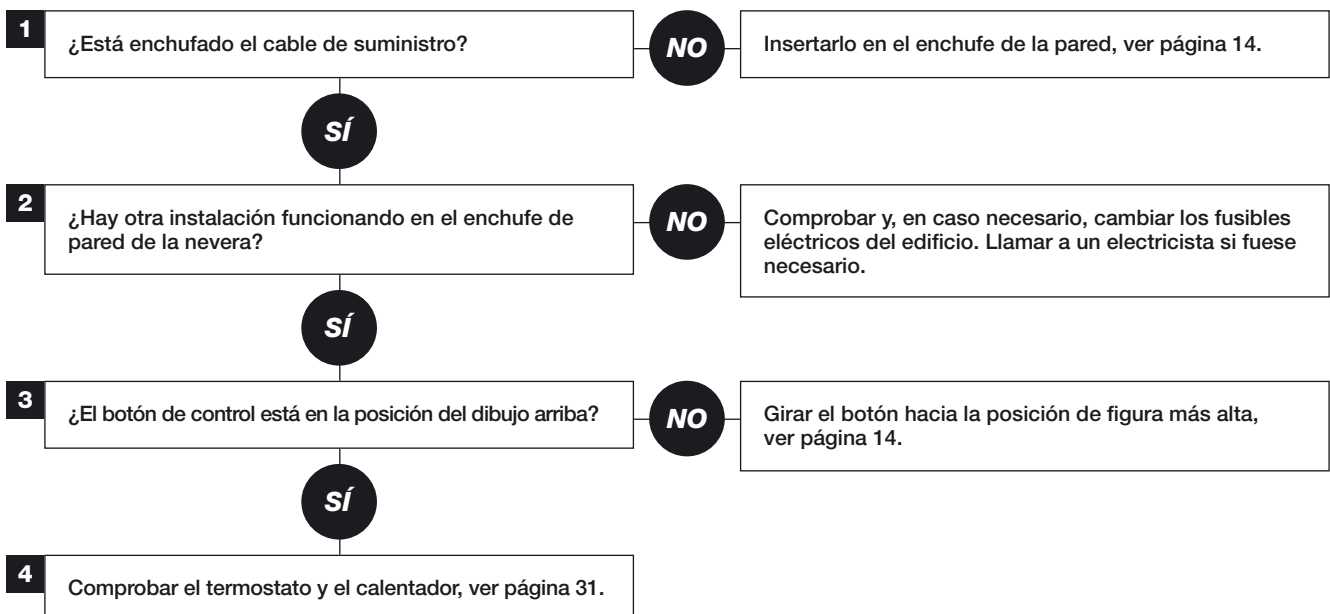 1
¿Está enchufado el cable de suministro?
NO
Insertarlo en el enchufe de la pared, ver página 14.
SÍ
2
¿Hay otra instalación funcionando en el enchufe de
pared de la nevera?
NO
Comprobar y, en caso necesario, cambiar los fusibles
eléctricos del edificio. Llamar a un electricista si fuese
necesario.
SÍ
3
¿El botón de control está en la posición del dibujo arriba?
NO
Girar el botón hacia la posición de figura más alta,
ver página 14.
SÍ
4
Comprobar el termostato y el calentador, ver página 31.